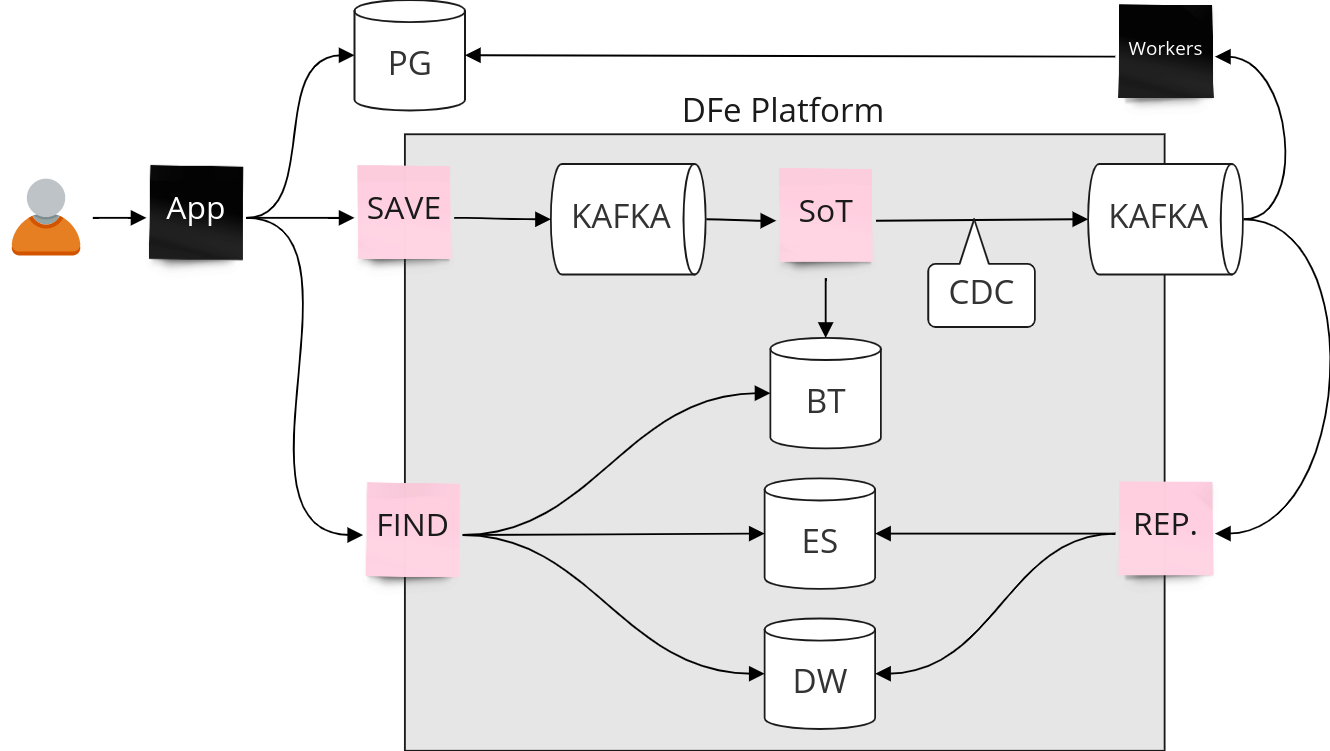 PG
Workers
DFe Platform
App
SAVE
KAFKA
SoT
KAFKA
CDC
BT
FIND
ES
REP.
DW